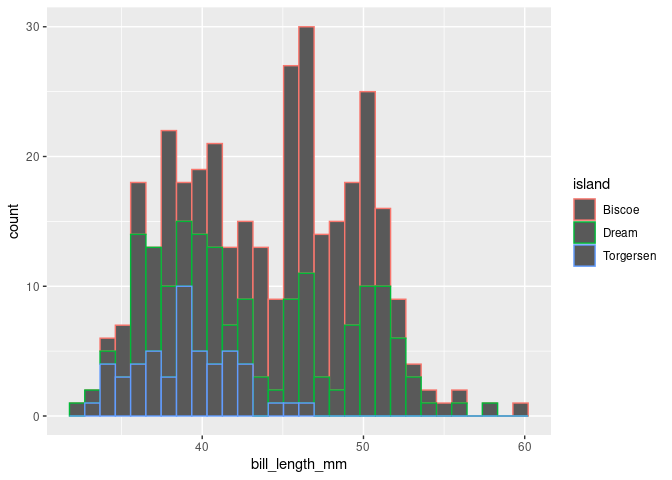 30
20
10
0
count
40
50
60
bill_length_mm
island
Biscoe
Dream
Torgersen